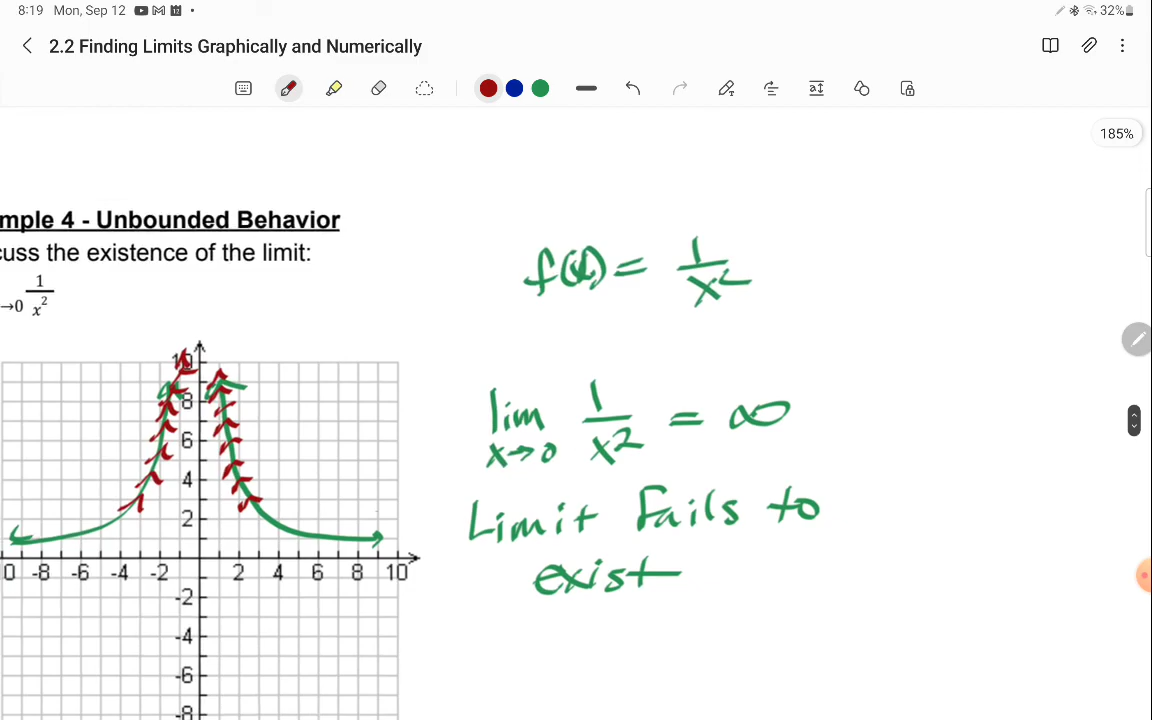 8:19 Mon, Sep 12
32%
2.2 Finding Limits Graphically and Numerically
185%
mple 4 - Unbounded Behavior
cuss the existence of the limit:
→0 1/x²
f(x) = 1/x²
lim x→0 1/x² = ∞
Limit Fails to
exist
10
8
6
4
2
0 -8 -6 -4 -2 2 4 6 8 10
-2
-4
-6
-8